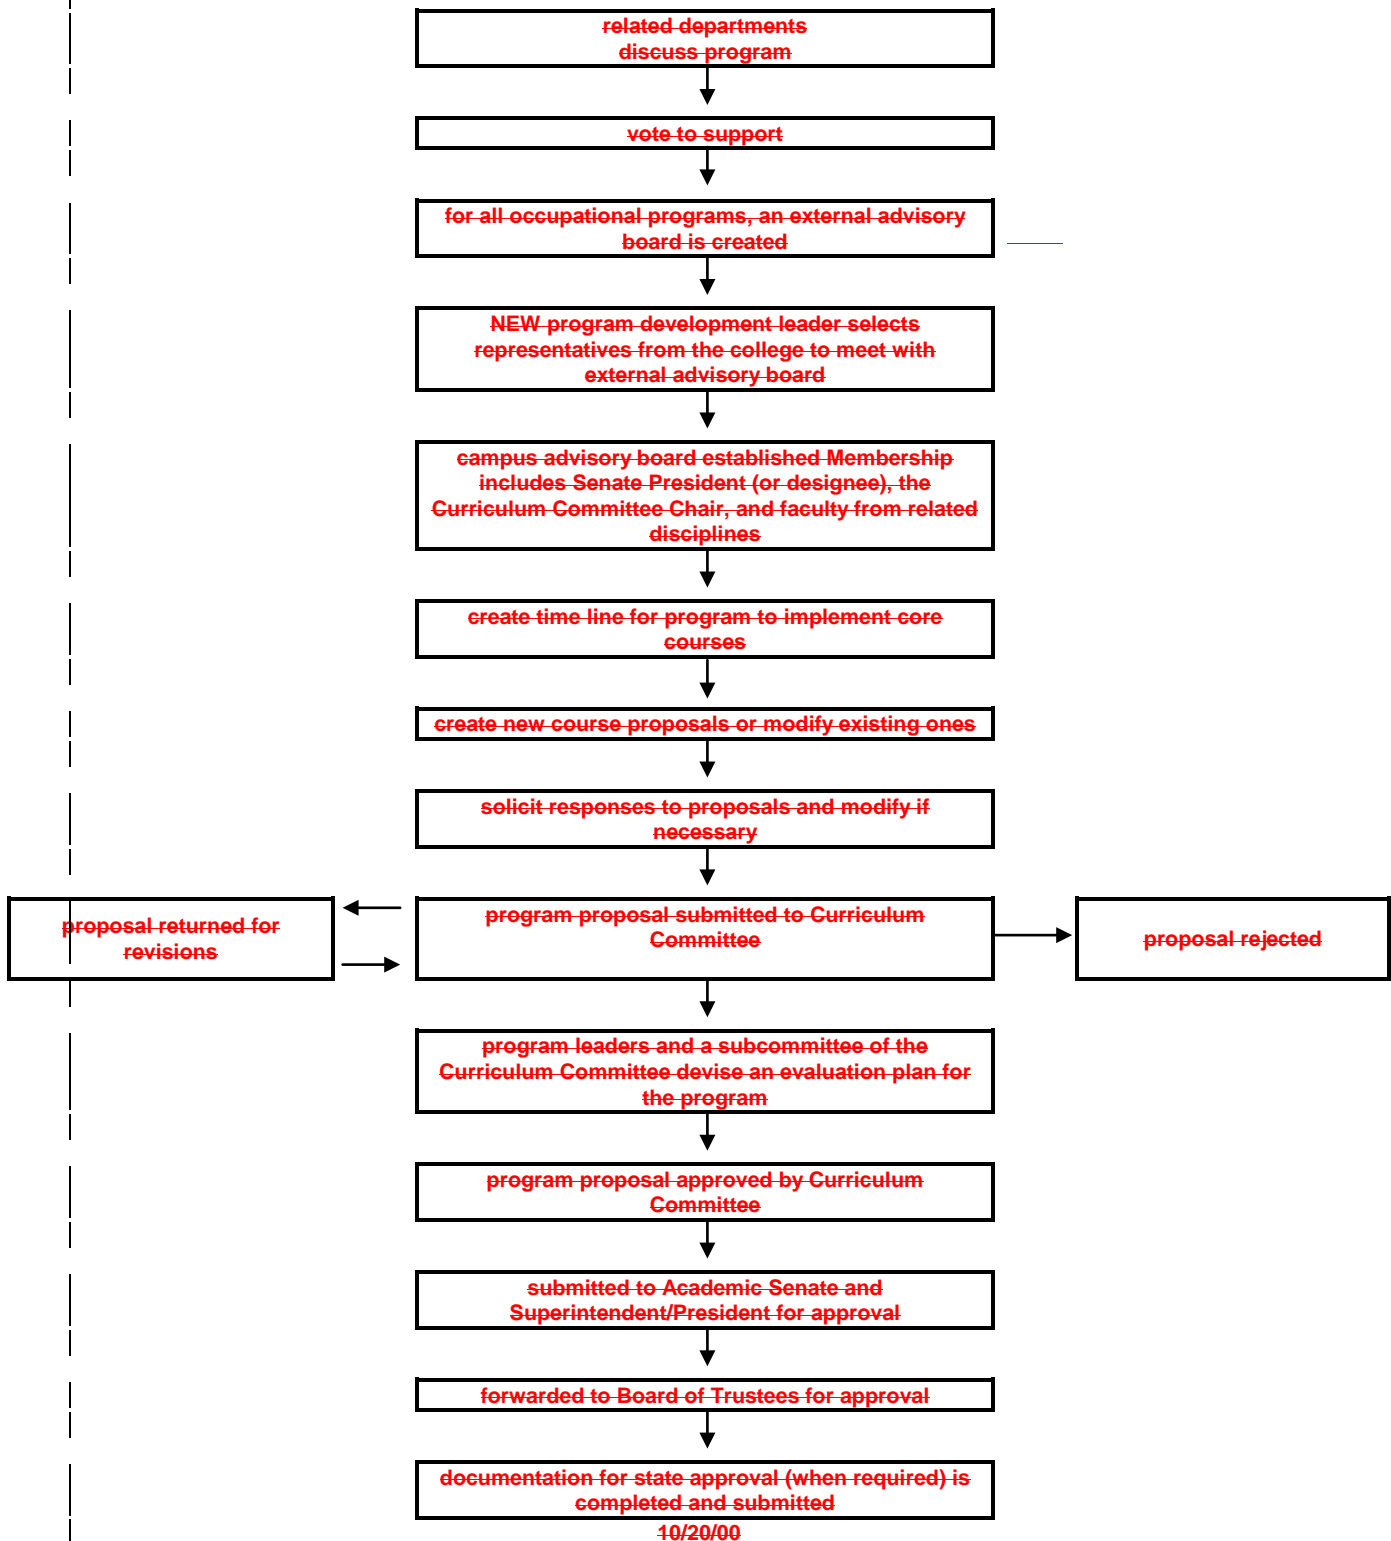 related departments
discuss program
vote to support
for all occupational programs, an external advisory
board is created
NEW program development leader selects
representatives from the college to meet with
external advisory board
campus advisory board established Membership
includes Senate President (or designee), the
Curriculum Committee Chair, and faculty from related
disciplines
create time line for program to implement core
courses
create new course proposals or modify existing ones
solicit responses to proposals and modify if
necessary
proposal returned for
revisions
program proposal submitted to Curriculum
Committee
proposal rejected
program leaders and a subcommittee of the
Curriculum Committee devise an evaluation plan for
the program
program proposal approved by Curriculum
Committee
submitted to Academic Senate and
Superintendent/President for approval
forwarded to Board of Trustees for approval
documentation for state approval (when required) is
completed and submitted
10/20/00